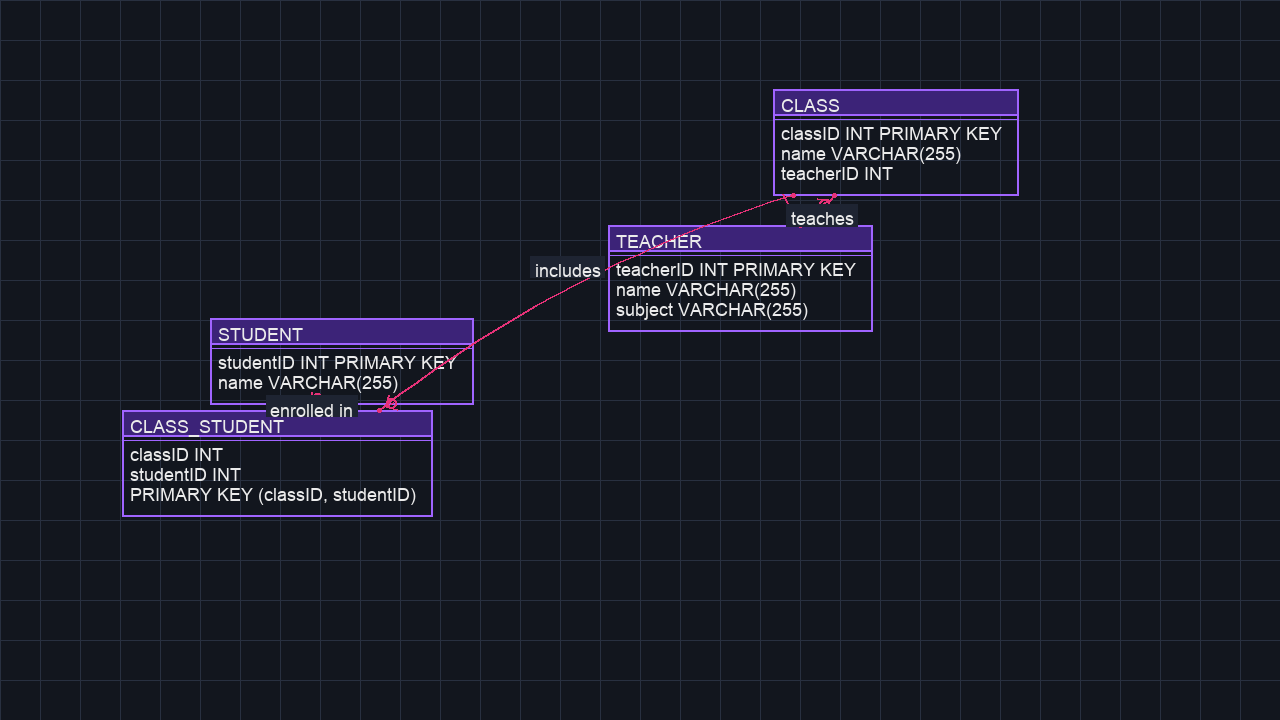 CLASS
classID INT PRIMARY KEY
name VARCHAR(255)
teacherID INT
teaches
TEACHER
teacherID INT PRIMARY KEY
name VARCHAR(255)
subject VARCHAR(255)
includes
STUDENT
studentID INT PRIMARY KEY
name VARCHAR(255)
enrolled in
CLASS_STUDENT
classID INT
studentID INT
PRIMARY KEY (classID, studentID)